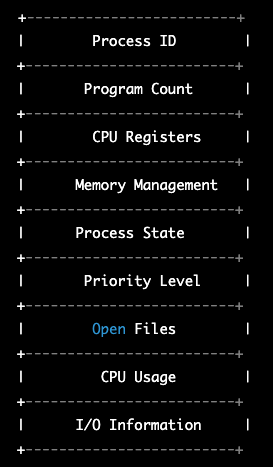 Process ID
Program Count
CPU Registers
Memory Management
Process State
Priority Level
Open Files
CPU Usage
I/O Information